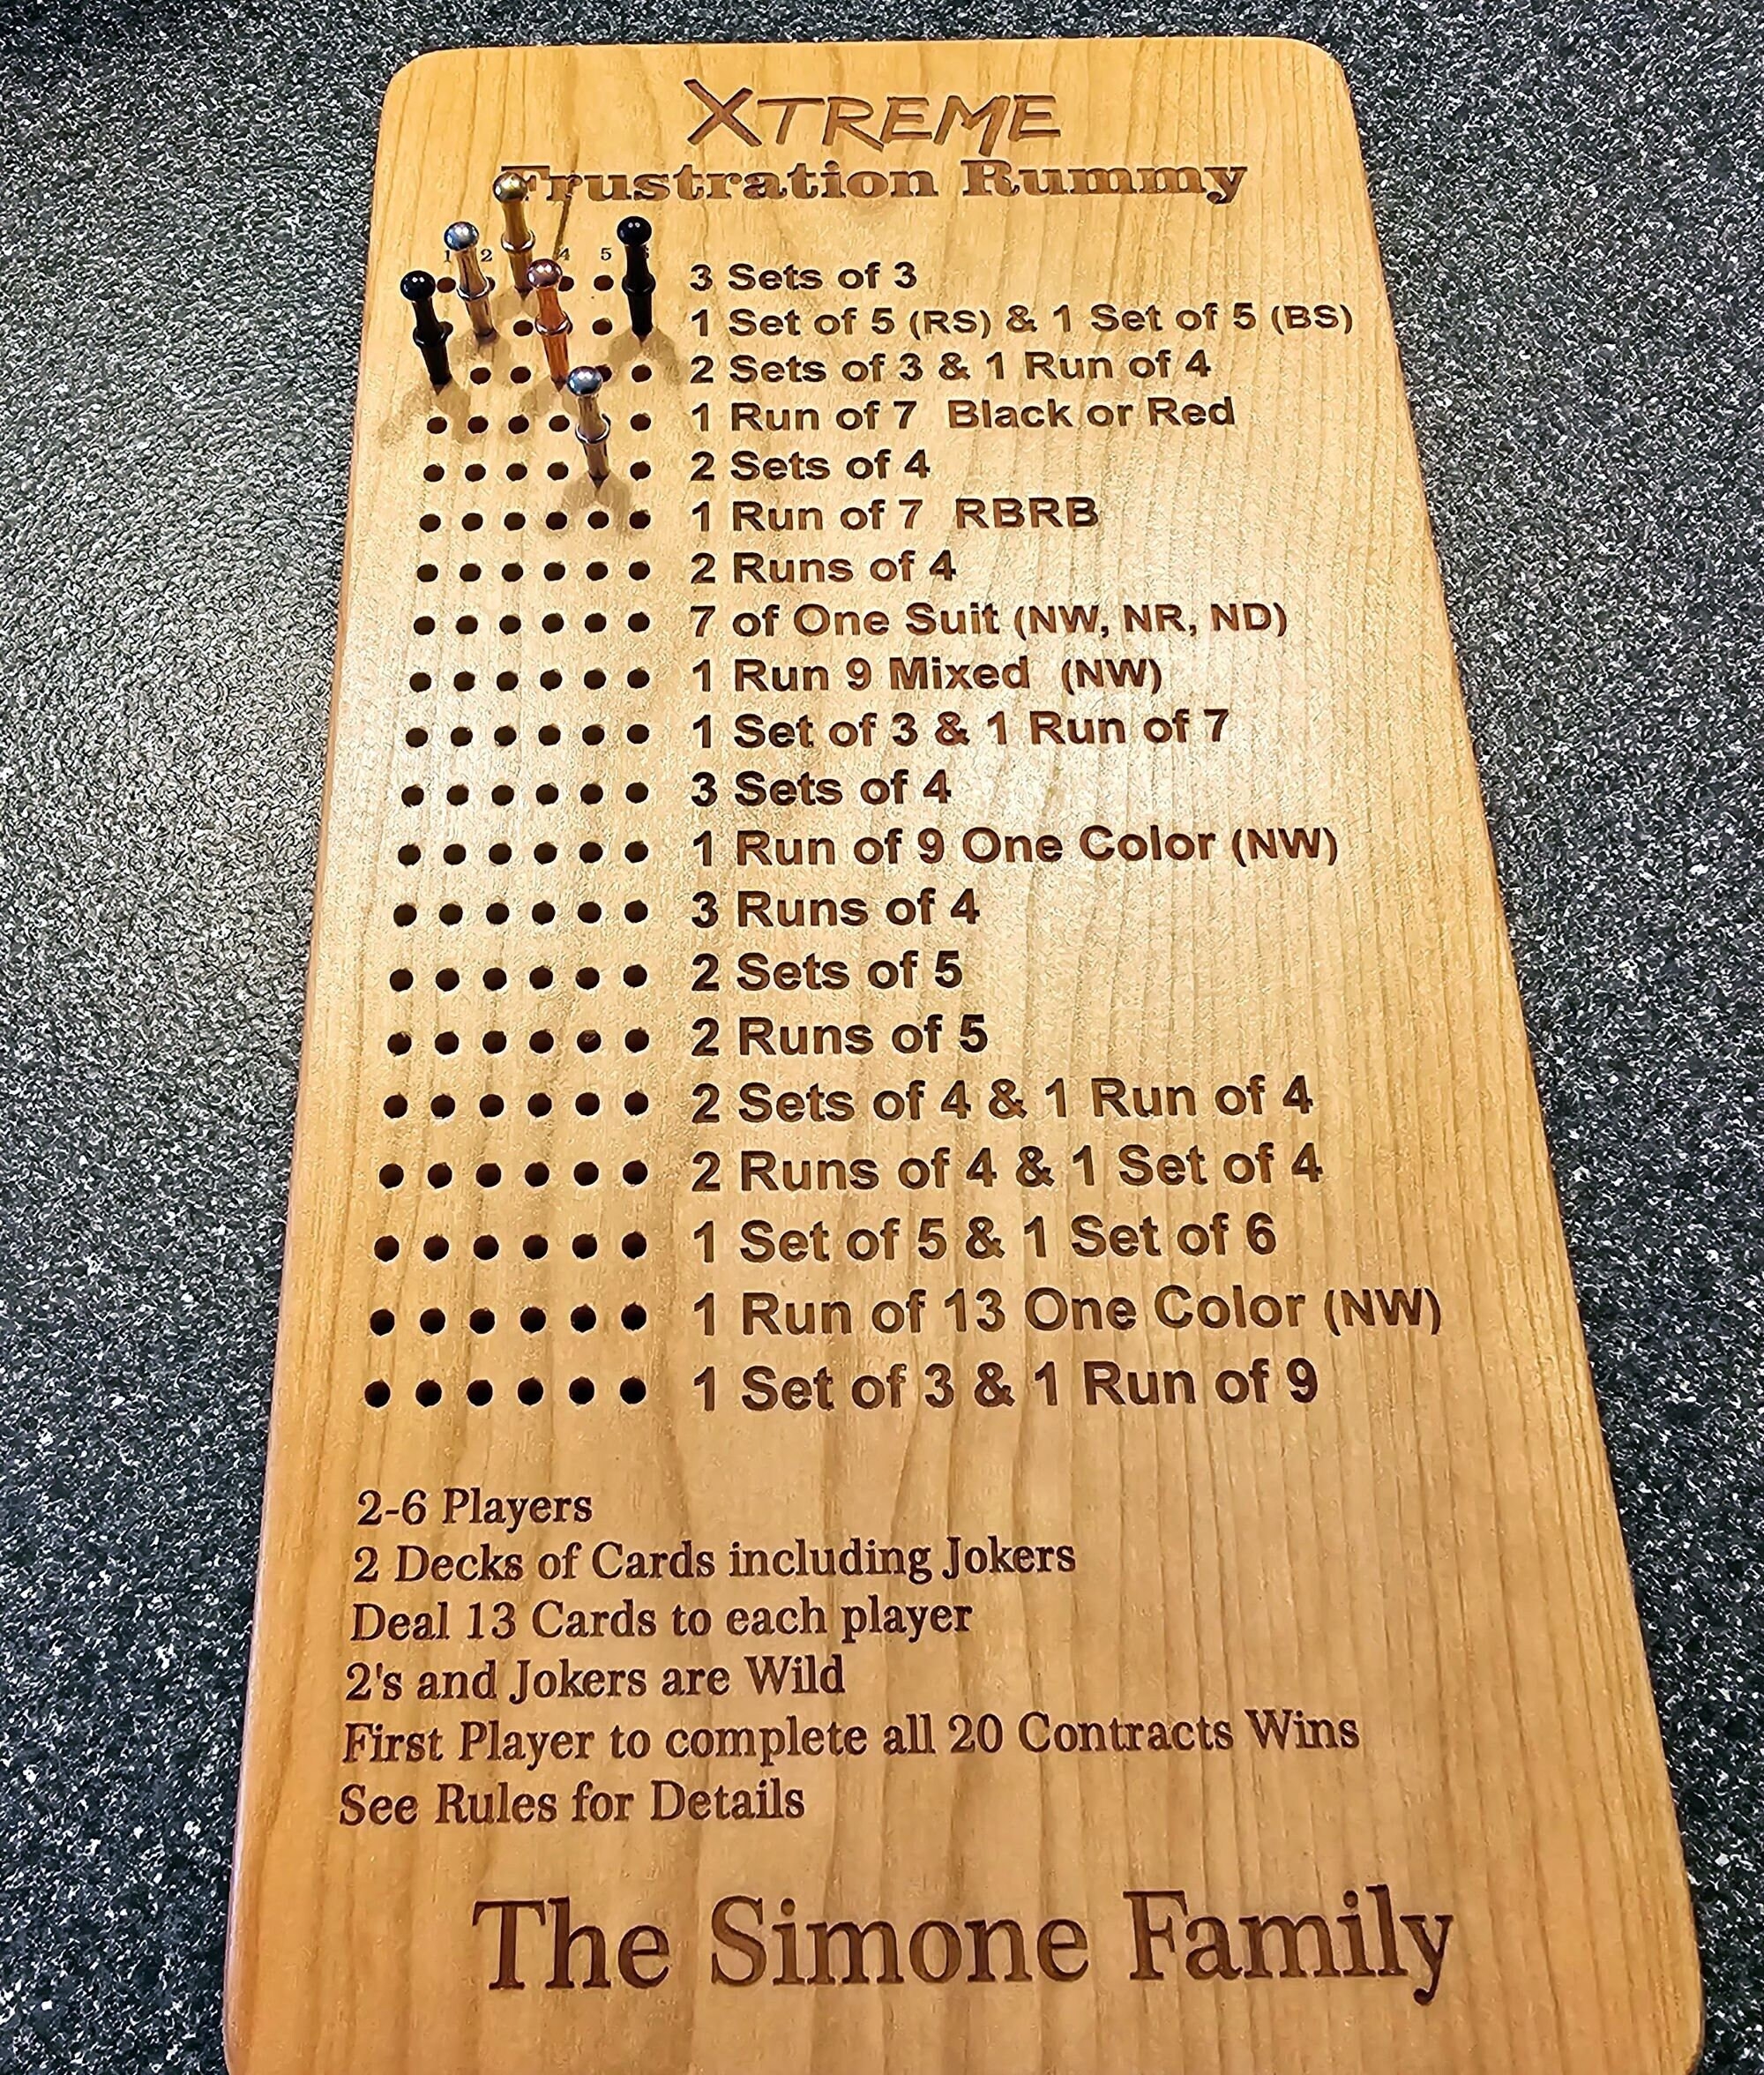 XTREME
Frustration Rummy
1 2 4 5
3 Sets of 3
1 Set of 5 (RS) & 1 Set of 5 (BS)
2 Sets of 3 & 1 Run of 4
1 Run of 7 Black or Red
2 Sets of 4
1 Run of 7 RBRB
2 Runs of 4
7 of One Suit (NW, NR, ND)
1 Run 9 Mixed (NW)
1 Set of 3 & 1 Run of 7
3 Sets of 4
1 Run of 9 One Color (NW)
3 Runs of 4
2 Sets of 5
2 Runs of 5
2 Sets of 4 & 1 Run of 4
2 Runs of 4 & 1 Set of 4
1 Set of 5 & 1 Set of 6
1 Run of 13 One Color (NW)
1 Set of 3 & 1 Run of 9
2-6 Players
2 Decks of Cards including Jokers
Deal 13 Cards to each player
2's and Jokers are Wild
First Player to complete all 20 Contracts Wins
See Rules for Details
The Simone Family